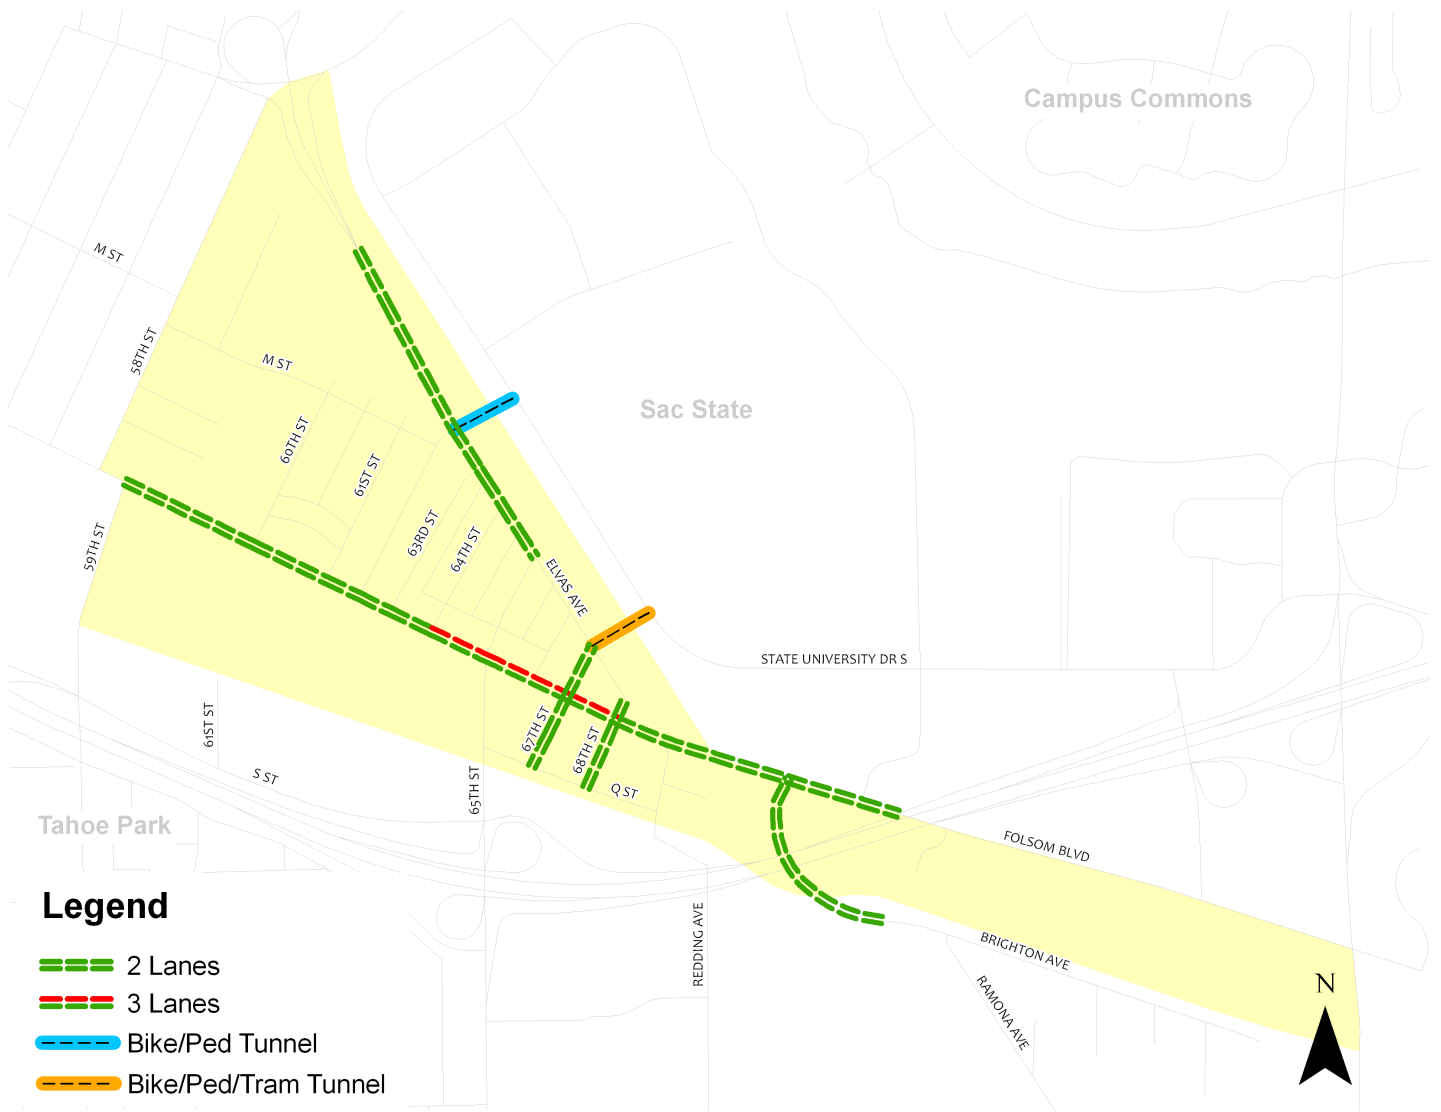 Campus Commons
M ST
58TH ST
M ST
60TH ST
Sac State
61ST ST
63RD ST
64TH ST
59TH ST
ELVAS AVE
STATE UNIVERSITY DR S
67TH ST
68TH ST
61ST ST
S ST
65TH ST
Q ST
Tahoe Park
FOLSOM BLVD
REDDING AVE
BRIGHTON AVE
RAMONA AVE
N
Legend
2 Lanes
3 Lanes
Bike/Ped Tunnel
Bike/Ped/Tram Tunnel